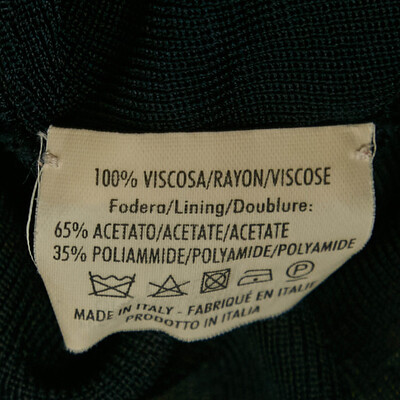 100% VISCOSA/RAYON/VISCOSE
Fodera/Lining/Doublure:
65% ACETATO/ACETATE/ACETATE
35% POLIAMMIDE/POLYAMIDE/POLYAMIDE
P
MADE IN ITALY - FABRIQUÉ EN ITALIE
PRODOTTO IN ITALIA